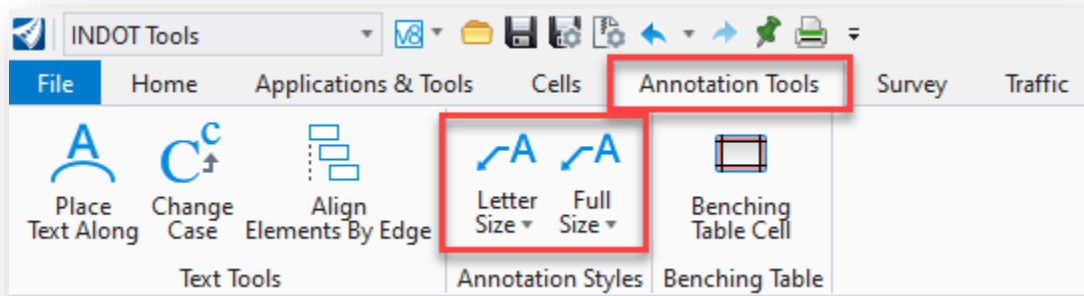 INDOT Tools
V8
File Home Applications & Tools Cells Annotation Tools Survey Traffic
A C c A A
Place Change Align Letter Full Benching
Text Along Case Elements By Edge Size Size Table Cell
Text Tools Annotation Styles Benching Table